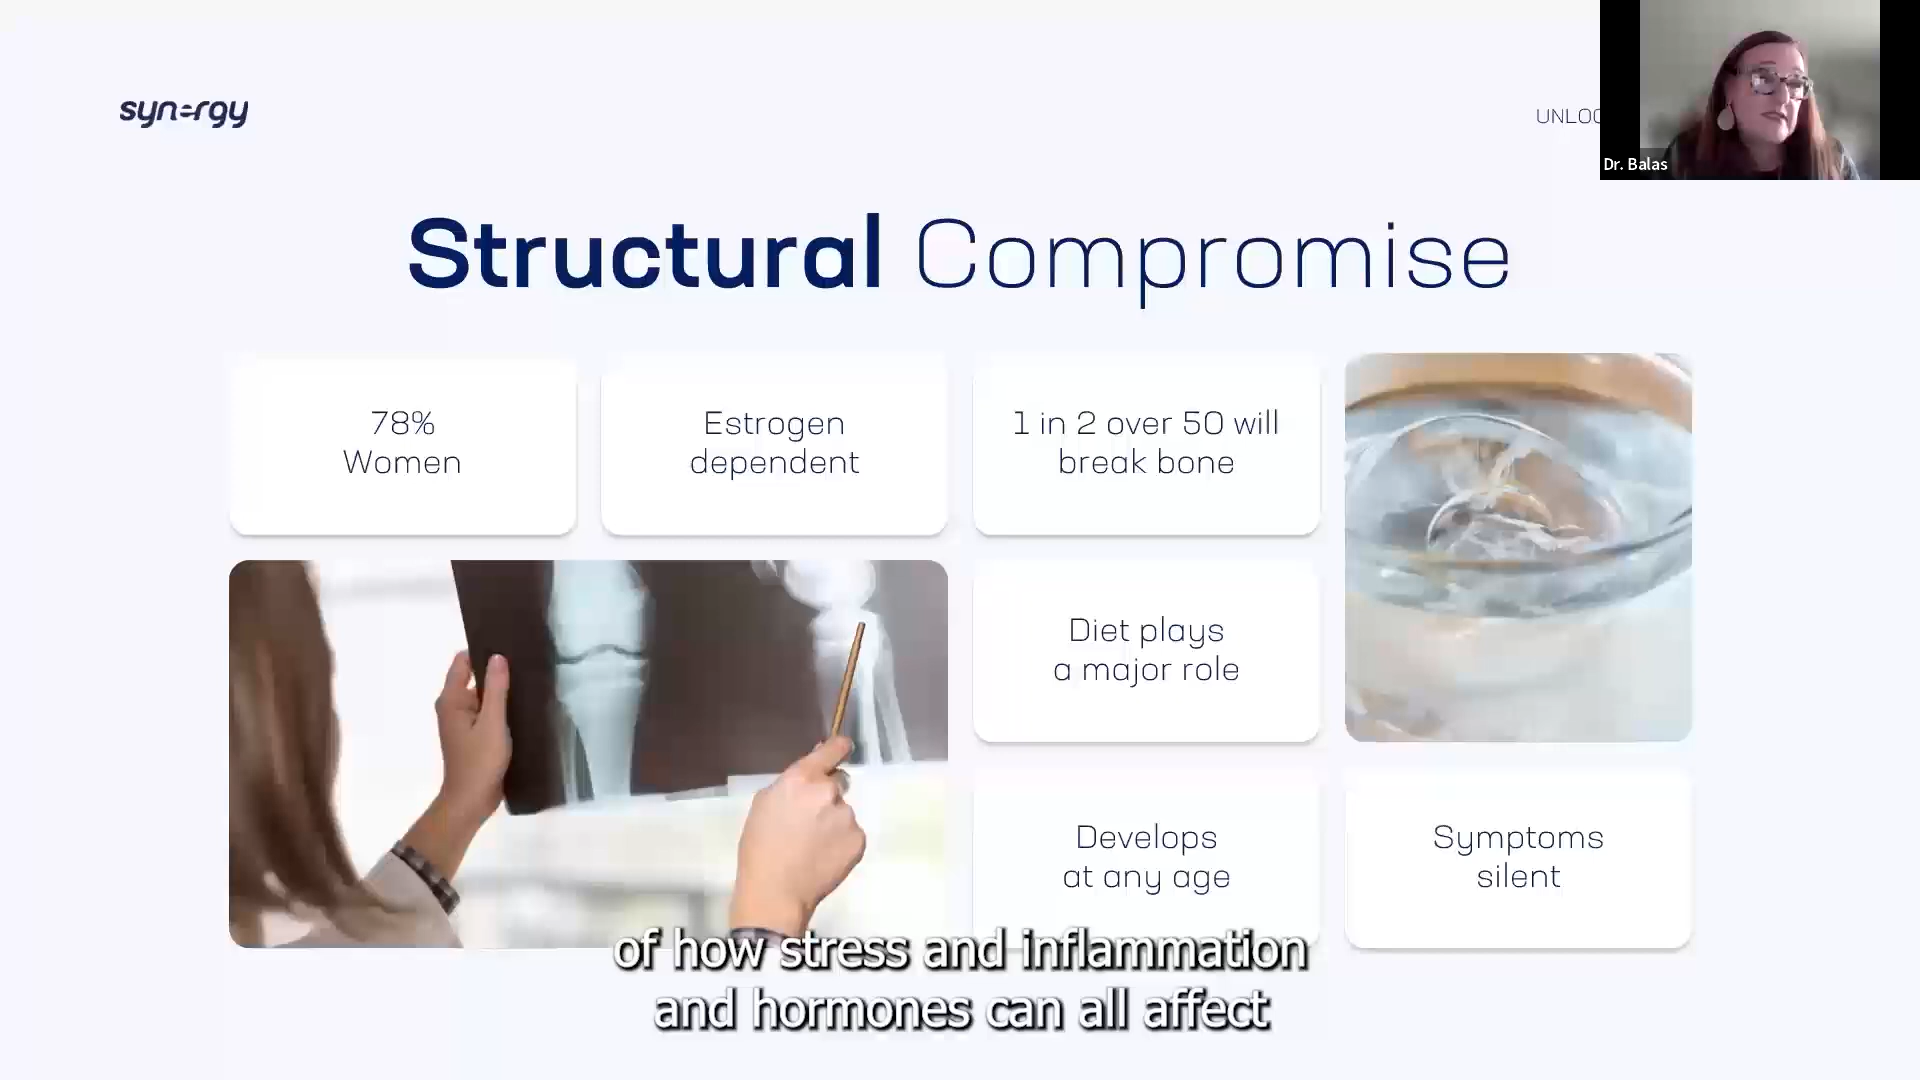 synergy
UNLOC
Dr. Balas
Structural Compromise
78%
Women
Estrogen
dependent
1 in 2 over 50 will
break bone
Diet plays
a major role
Develops
at any age
Symptoms
silent
of how stress and inflammation
and hormones can all affect